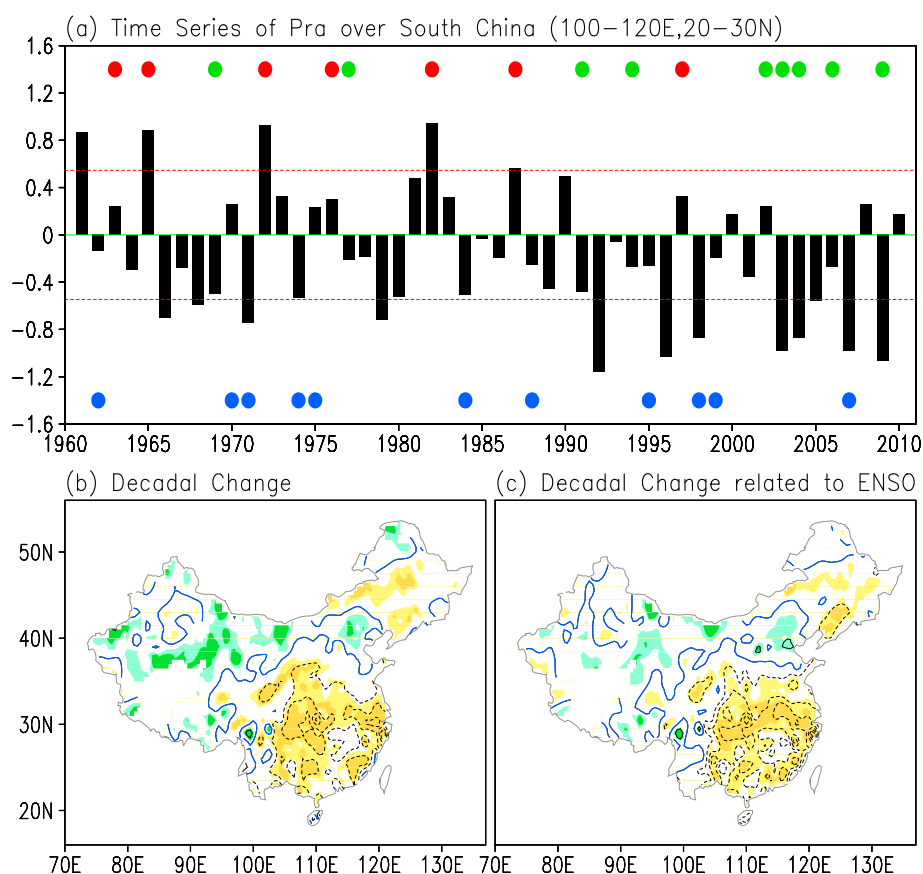 (a) Time Series of Pra over South China (100-120E,20-30N)
1.6
1.2
0.8
0.4
0
-0.4
-0.8
-1.2
-1.6
1960 1965 1970 1975 1980 1985 1990 1995 2000 2005 2010
(b) Decadal Change
(c) Decadal Change related to ENSO
50N
40N
30N
20N
70E 80E 90E 100E 110E 120E 130E
70E 80E 90E 100E 110E 120E 130E